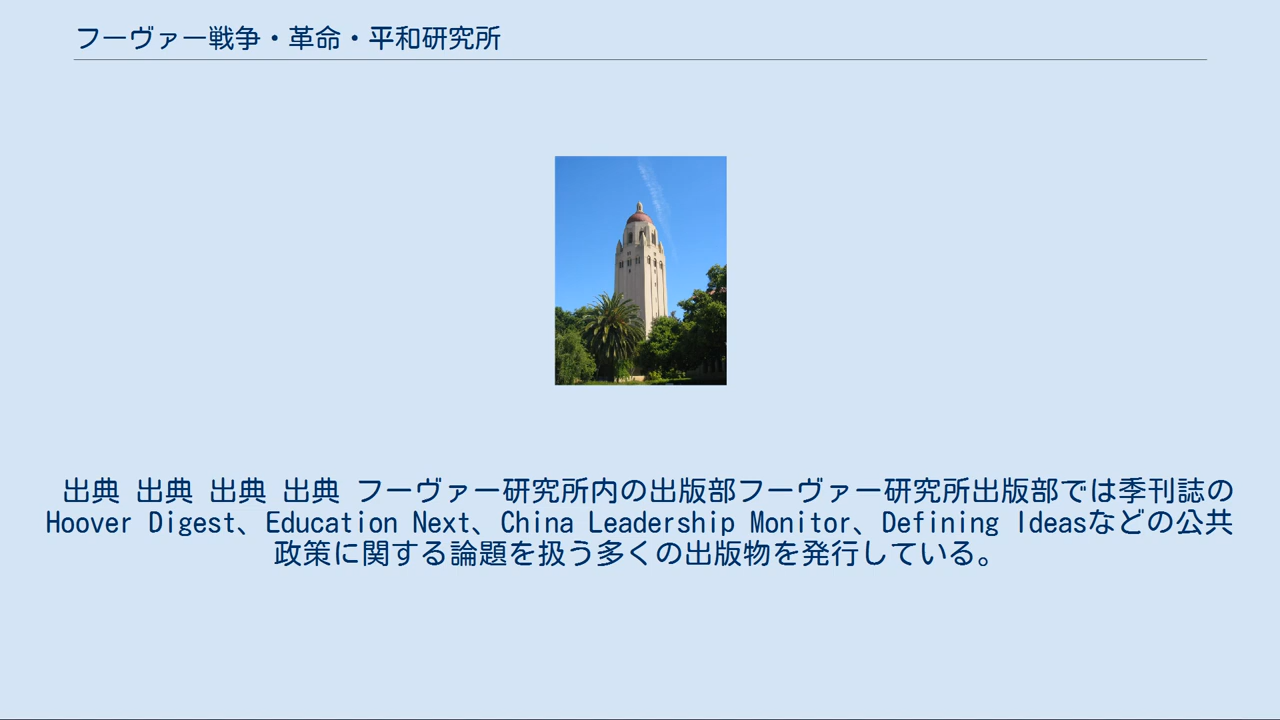 フーヴァー戦争・革命・平和研究所
出典 出典 出典 出典 フーヴァー研究所内の出版部フーヴァー研究所出版部では季刊誌の
Hoover Digest、Education Next、China Leadership Monitor、Defining Ideasなどの公共
政策に関する論題を扱う多くの出版物を発行している。